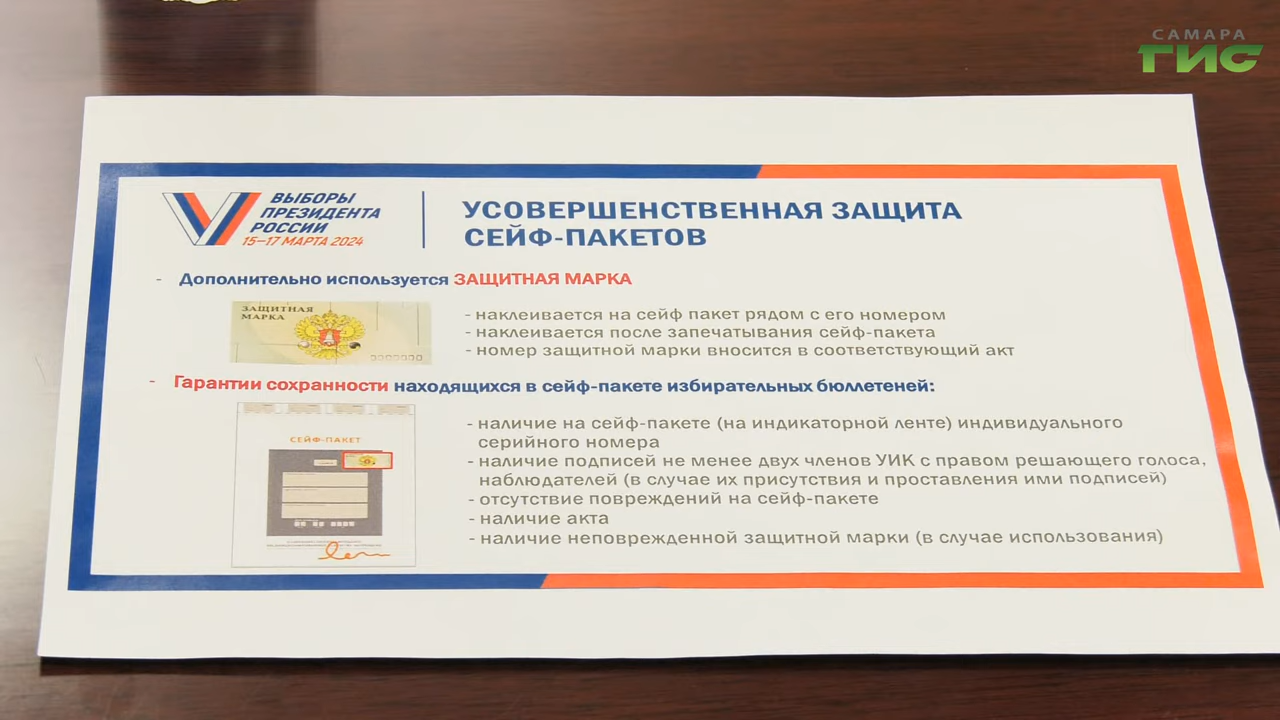 САМАРА
ГИС
ВЫБОРЫ
ПРЕЗИДЕНТА
РОССИИ
15–17 МАРТА 2024
УСОВЕРШЕНСТВЕННАЯ ЗАЩИТА
СЕЙФ-ПАКЕТОВ
- Дополнительно используется ЗАЩИТНАЯ МАРКА
ЗАЩИТНАЯ
МАРКА
- наклеивается на сейф пакет рядом с его номером
- наклеивается после запечатывания сейф-пакета
- номер защитной марки вносится в соответствующий акт
- Гарантии сохранности находящихся в сейф-пакете избирательных бюллетеней:
СЕЙФ-ПАКЕТ
- наличие на сейф-пакете (на индикаторной ленте) индивидуального
серийного номера
- наличие подписей не менее двух членов УИК с правом решающего голоса,
наблюдателей (в случае их присутствия и проставления ими подписей)
- отсутствие повреждений на сейф-пакете
- наличие акта
- наличие неповрежденной защитной марки (в случае использования)